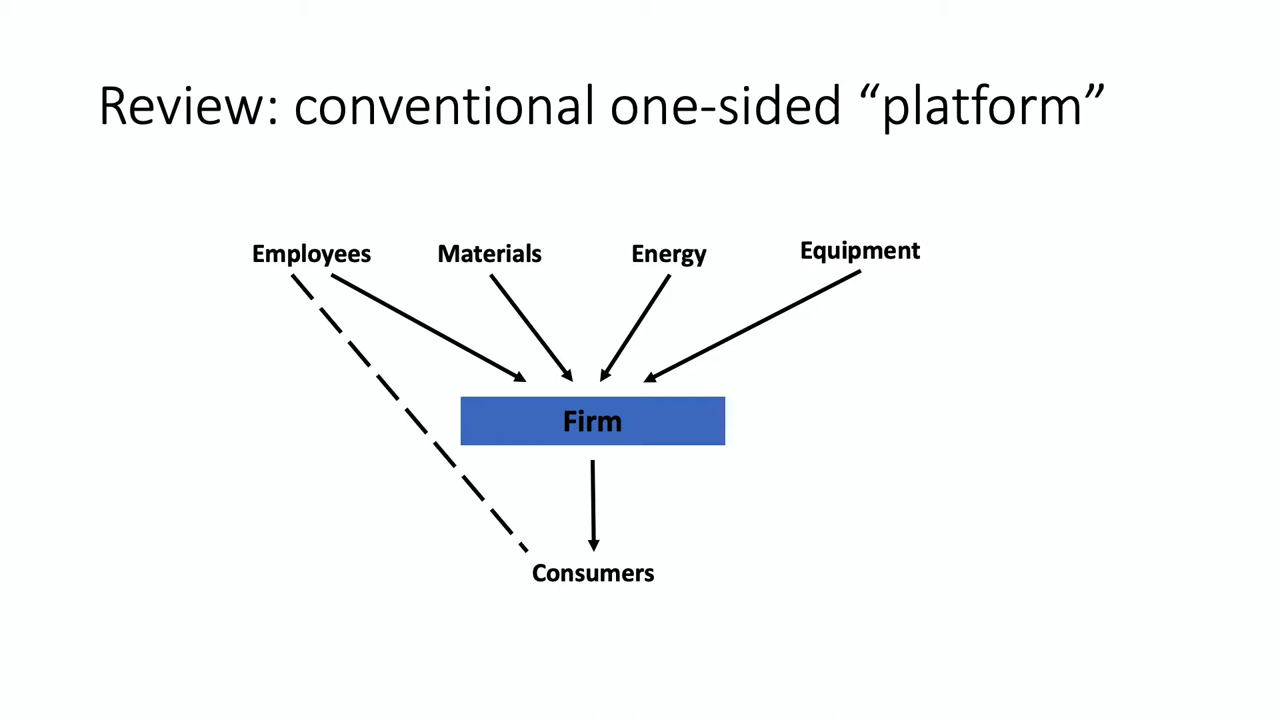 Review: conventional one-sided “platform”
Employees Materials Energy Equipment
Firm
Consumers